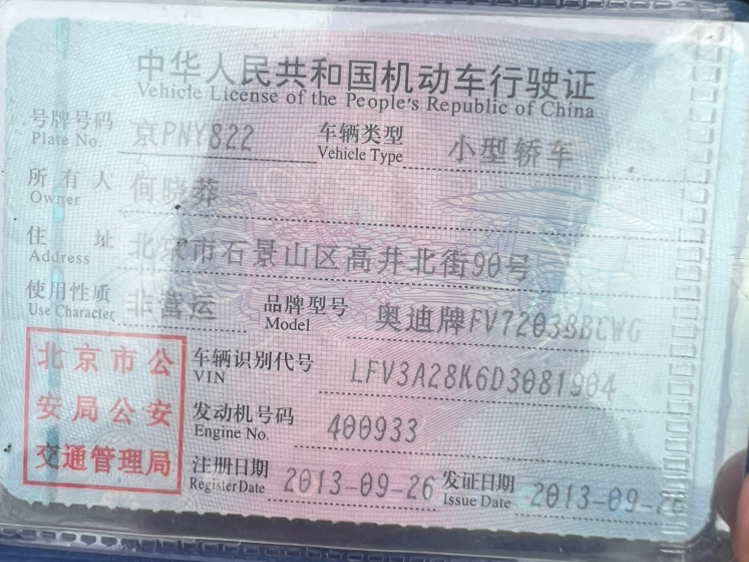 中华人民共和国机动车行驶证
Vehicle License of the People's Republic of China
号牌号码 京PNY822 车辆类型 小型轿车
Plate No. Vehicle Type
所有人 何晓莽
Owner
住址 北京市石景山区高井北街90号
Address
使用性质 非营运 品牌型号 奥迪牌FV7203BBCWG
Use Character Model
北京市公安局公安交通管理局
车辆识别代号 LFV3A28K6D3081904
VIN
发动机号码 400933
Engine No.
注册日期 2013-09-26 发证日期 2013-09-26
Register Date Issue Date